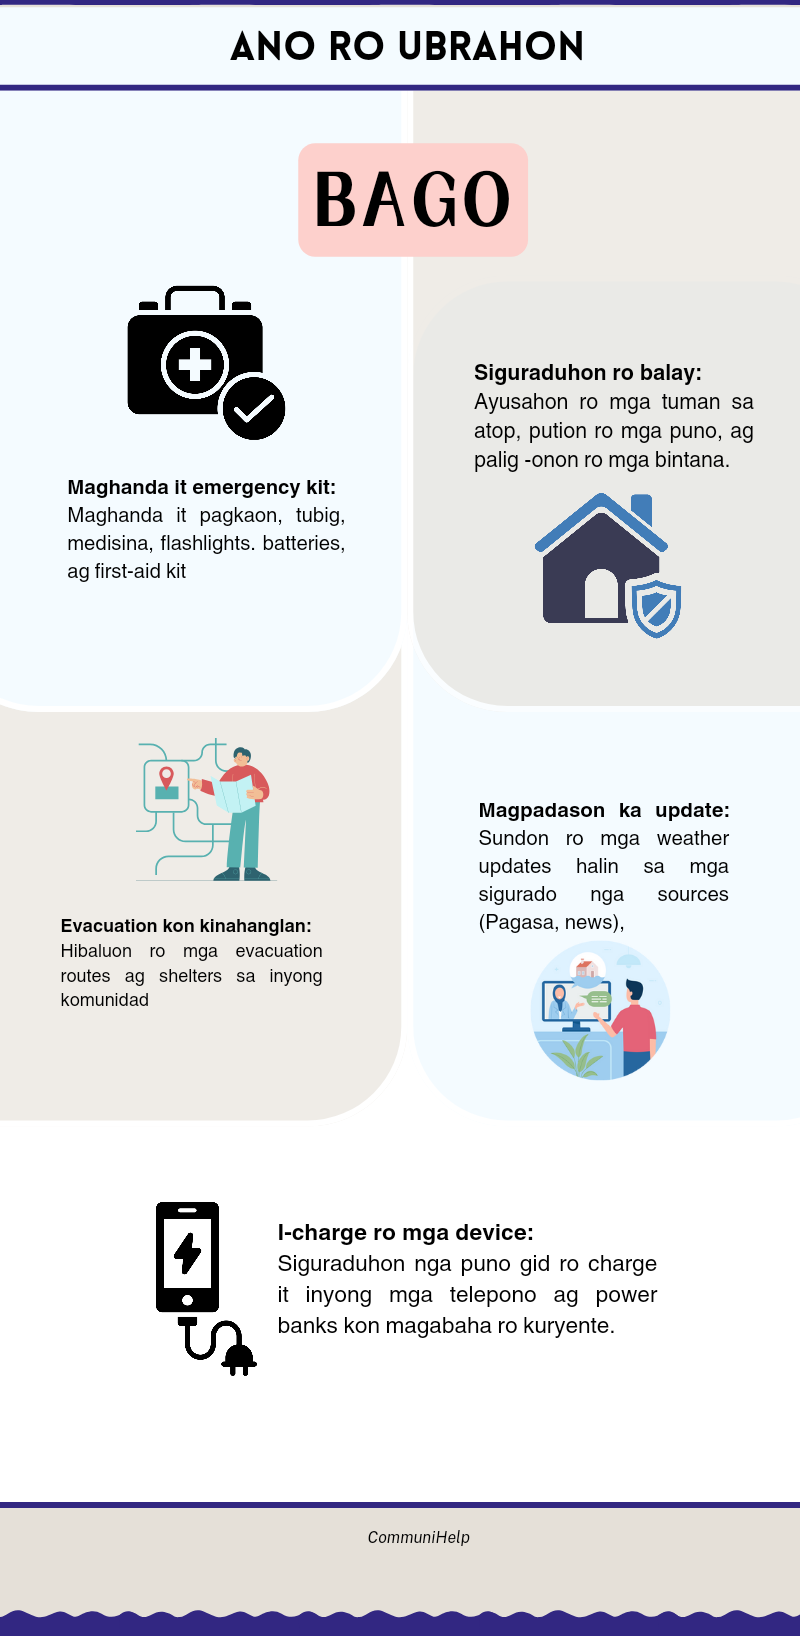 ANO RO UBRAHON
BAGO
Maghanda it emergency kit:
Maghanda it pagkaon, tubig,
medisina, flashlights. batteries,
ag first-aid kit
Siguraduhon ro balay:
Ayusahon ro mga tuman sa
atop, pution ro mga puno, ag
palig -onon ro mga bintana.
Evacuation kon kinahanglan:
Hibaluon ro mga evacuation
routes ag shelters sa inyong
komunidad
Magpadason ka update:
Sundon ro mga weather
updates halin sa mga
sigurado nga sources
(Pagasa, news),
I-charge ro mga device:
Siguraduhon nga puno gid ro charge
it inyong mga telepono ag power
banks kon magabaha ro kuryente.
CommuniHelp